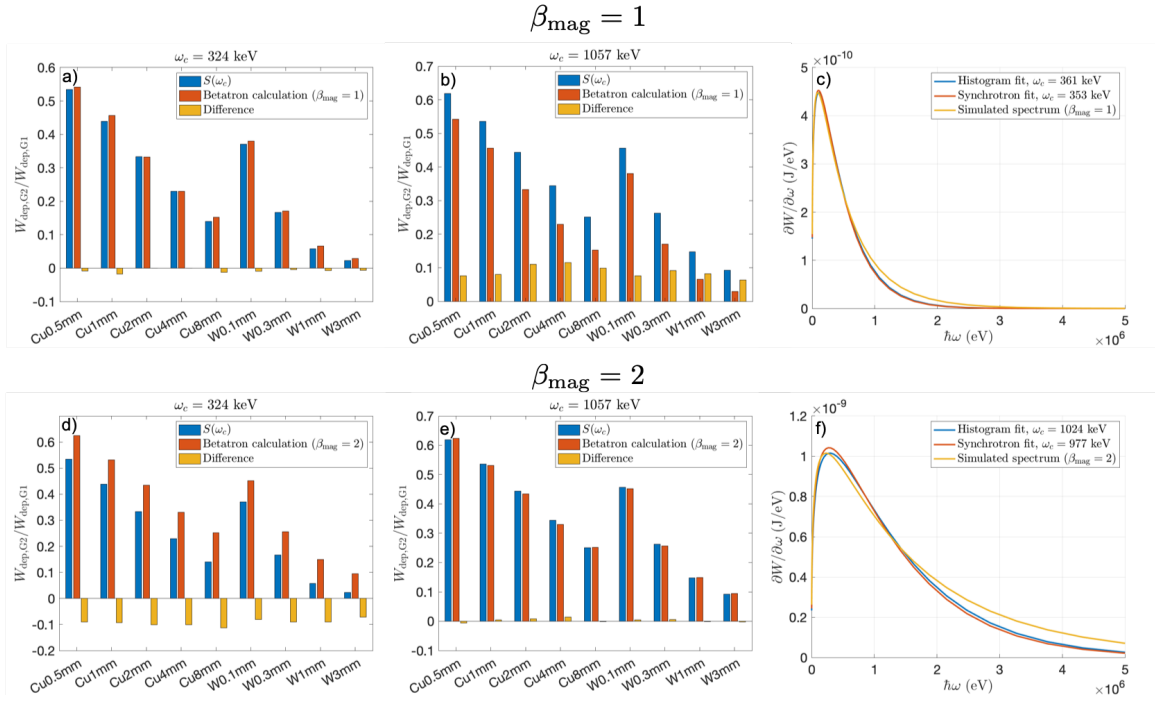 β_mag = 1
a)
ω_c = 324 keV
S(ω_c)
Betatron calculation (β_mag = 1)
Difference
W_dep,G2/W_dep,G1
0.6
0.5
0.4
0.3
0.2
0.1
0
-0.1
Cu0.5mm
Cu1mm
Cu2mm
Cu4mm
Cu8mm
W0.1mm
W0.3mm
W1mm
W3mm
b)
ω_c = 1057 keV
S(ω_c)
Betatron calculation (β_mag = 1)
Difference
W_dep,G2/W_dep,G1
0.7
0.6
0.5
0.4
0.3
0.2
0.1
0
Cu0.5mm
Cu1mm
Cu2mm
Cu4mm
Cu8mm
W0.1mm
W0.3mm
W1mm
W3mm
c)
×10⁻¹⁰
Histogram fit, ω_c = 361 keV
Synchrotron fit, ω_c = 353 keV
Simulated spectrum (β_mag = 1)
∂W/∂ω (J/eV)
5
4
3
2
1
0
0 1 2 3 4 5
ħω (eV)
×10⁶
β_mag = 2
d)
ω_c = 324 keV
S(ω_c)
Betatron calculation (β_mag = 2)
Difference
W_dep,G2/W_dep,G1
0.6
0.5
0.4
0.3
0.2
0.1
0
-0.1
-0.2
Cu0.5mm
Cu1mm
Cu2mm
Cu4mm
Cu8mm
W0.1mm
W0.3mm
W1mm
W3mm
e)
ω_c = 1057 keV
S(ω_c)
Betatron calculation (β_mag = 2)
Difference
W_dep,G2/W_dep,G1
0.7
0.6
0.5
0.4
0.3
0.2
0.1
0
-0.1
Cu0.5mm
Cu1mm
Cu2mm
Cu4mm
Cu8mm
W0.1mm
W0.3mm
W1mm
W3mm
f)
×10⁻⁹
Histogram fit, ω_c = 1024 keV
Synchrotron fit, ω_c = 977 keV
Simulated spectrum (β_mag = 2)
∂W/∂ω (J/eV)
1.2
1
0.8
0.6
0.4
0.2
0
0 1 2 3 4 5
ħω (eV)
×10⁶